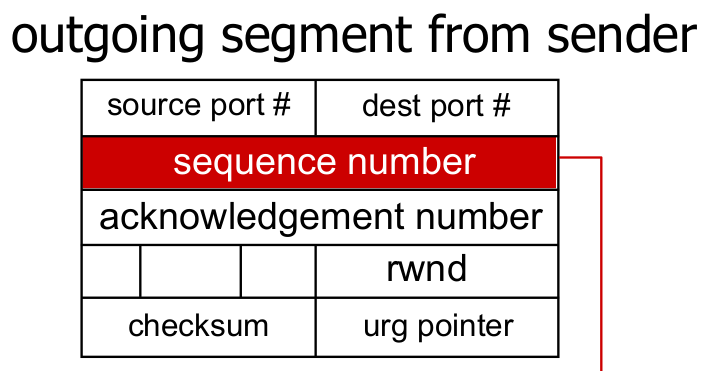 outgoing segment from sender
source port # dest port #
sequence number
acknowledgement number
rwnd
checksum urg pointer